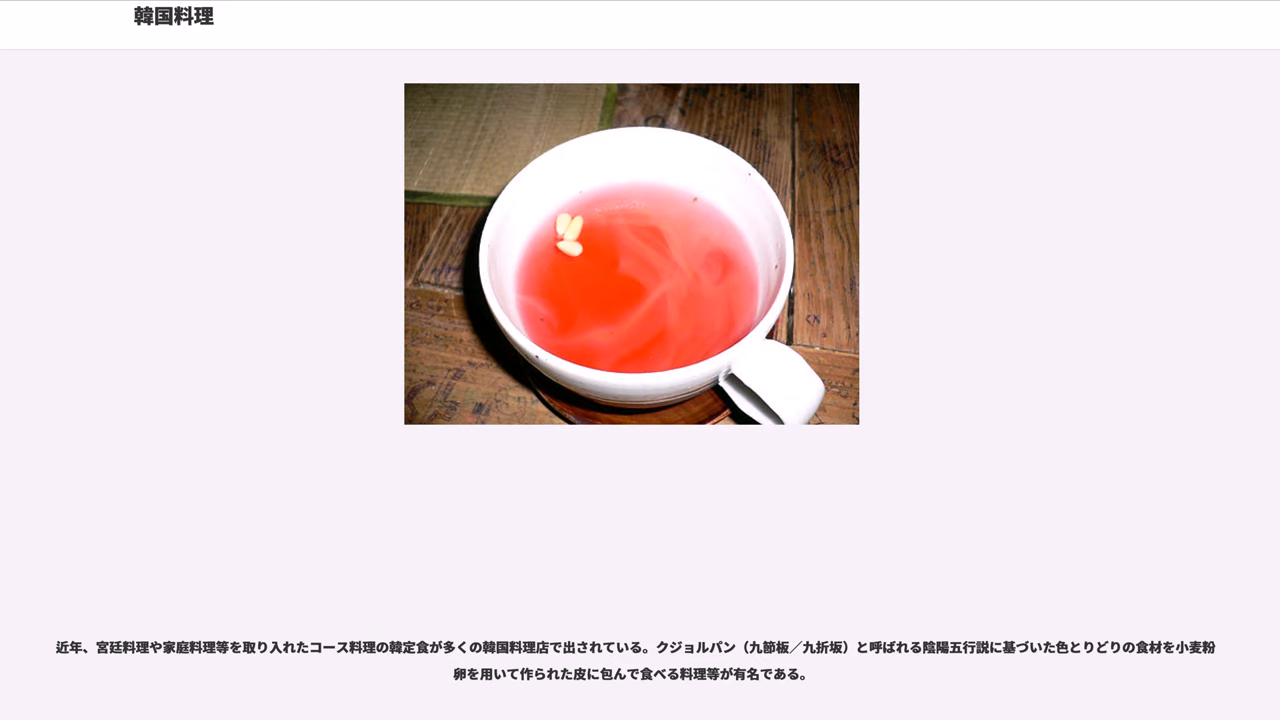 韓国料理
近年、宮廷料理や家庭料理等を取り入れたコース料理の韓定食が多くの韓国料理店で出されている。クジョルパン（九節板／九折坂）と呼ばれる陰陽五行説に基づいた色とりどりの食材を小麦粉
卵を用いて作られた皮に包んで食べる料理等が有名である。